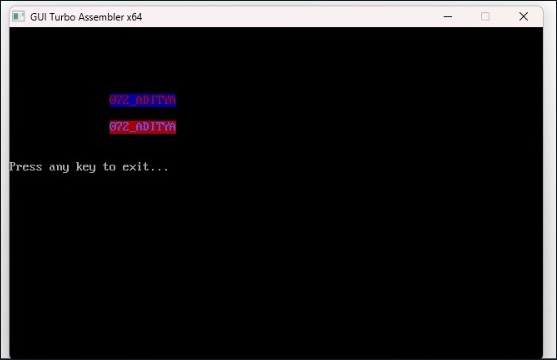 GUI Turbo Assembler x64
072_ADITYA
072_ADITYA
Press any key to exit...